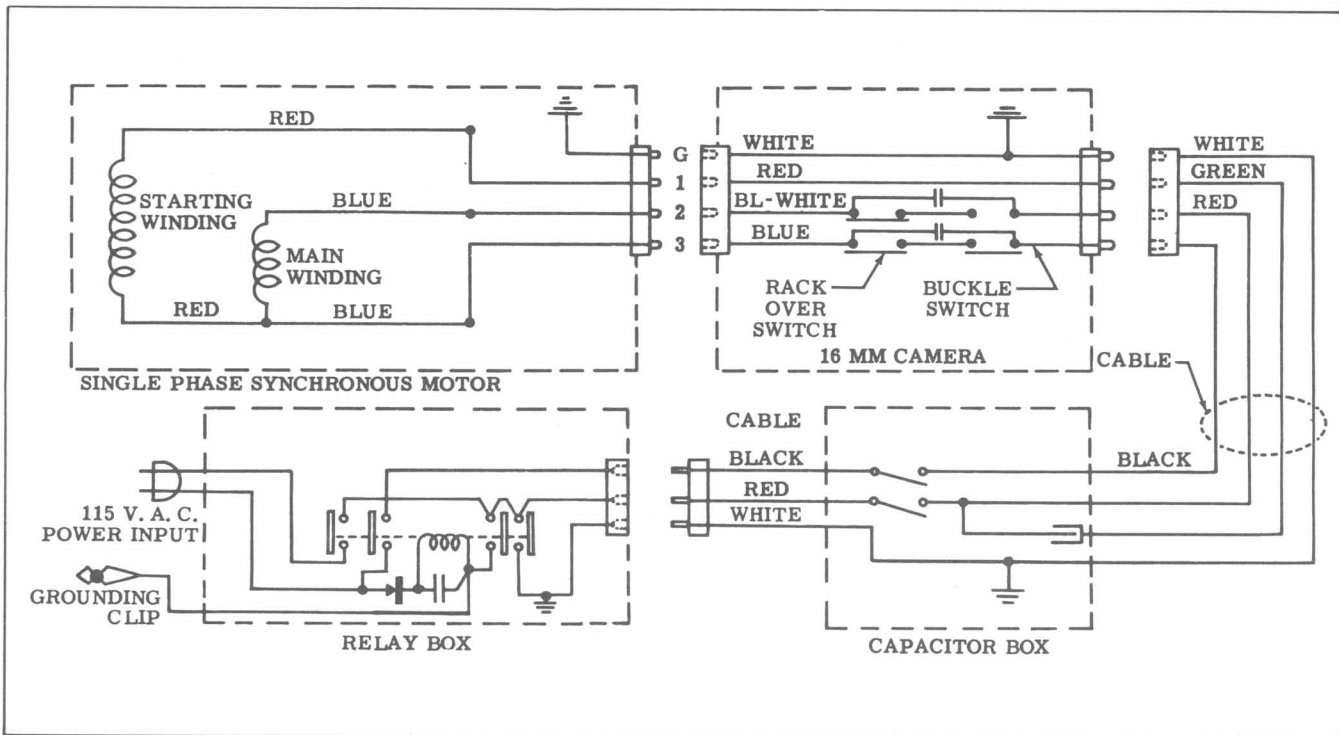 RED
STARTING
WINDING
BLUE
MAIN
WINDING
RED
BLUE
SINGLE PHASE SYNCHRONOUS MOTOR
G
1
2
3
WHITE
RED
BL-WHITE
BLUE
RACK
OVER
SWITCH
BUCKLE
SWITCH
16 MM CAMERA
WHITE
GREEN
RED
CABLE
115 V. A. C.
POWER INPUT
GROUNDING
CLIP
RELAY BOX
CABLE
BLACK
RED
WHITE
BLACK
CAPACITOR BOX